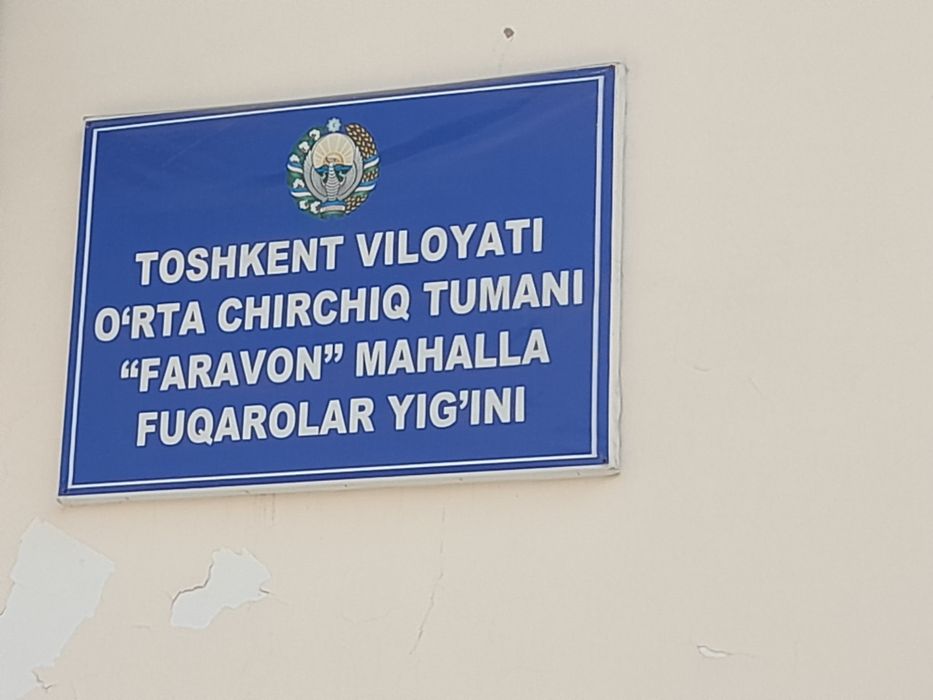 TOSHKENT VILOYATI
O‘RTA CHIRCHIQ TUMANI
“FARAVON” MAHALLA
FUQAROLAR YIG’INI